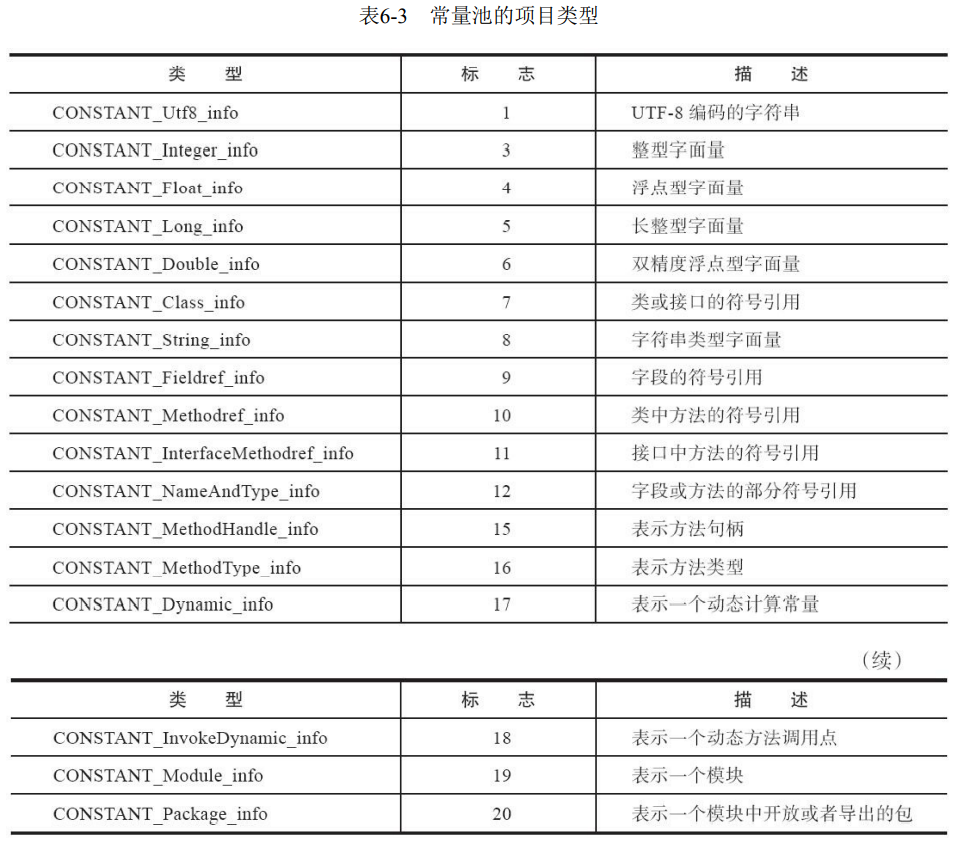 表6-3 常量池的项目类型
类 型 标 志 描 述
CONSTANT_Utf8_info 1 UTF-8 编码的字符串
CONSTANT_Integer_info 3 整型字面量
CONSTANT_Float_info 4 浮点型字面量
CONSTANT_Long_info 5 长整型字面量
CONSTANT_Double_info 6 双精度浮点型字面量
CONSTANT_Class_info 7 类或接口的符号引用
CONSTANT_String_info 8 字符串类型字面量
CONSTANT_Fieldref_info 9 字段的符号引用
CONSTANT_Methodref_info 10 类中方法的符号引用
CONSTANT_InterfaceMethodref_info 11 接口中方法的符号引用
CONSTANT_NameAndType_info 12 字段或方法的部分符号引用
CONSTANT_MethodHandle_info 15 表示方法句柄
CONSTANT_MethodType_info 16 表示方法类型
CONSTANT_Dynamic_info 17 表示一个动态计算常量
（续）
类 型 标 志 描 述
CONSTANT_InvokeDynamic_info 18 表示一个动态方法调用点
CONSTANT_Module_info 19 表示一个模块
CONSTANT_Package_info 20 表示一个模块中开放或者导出的包